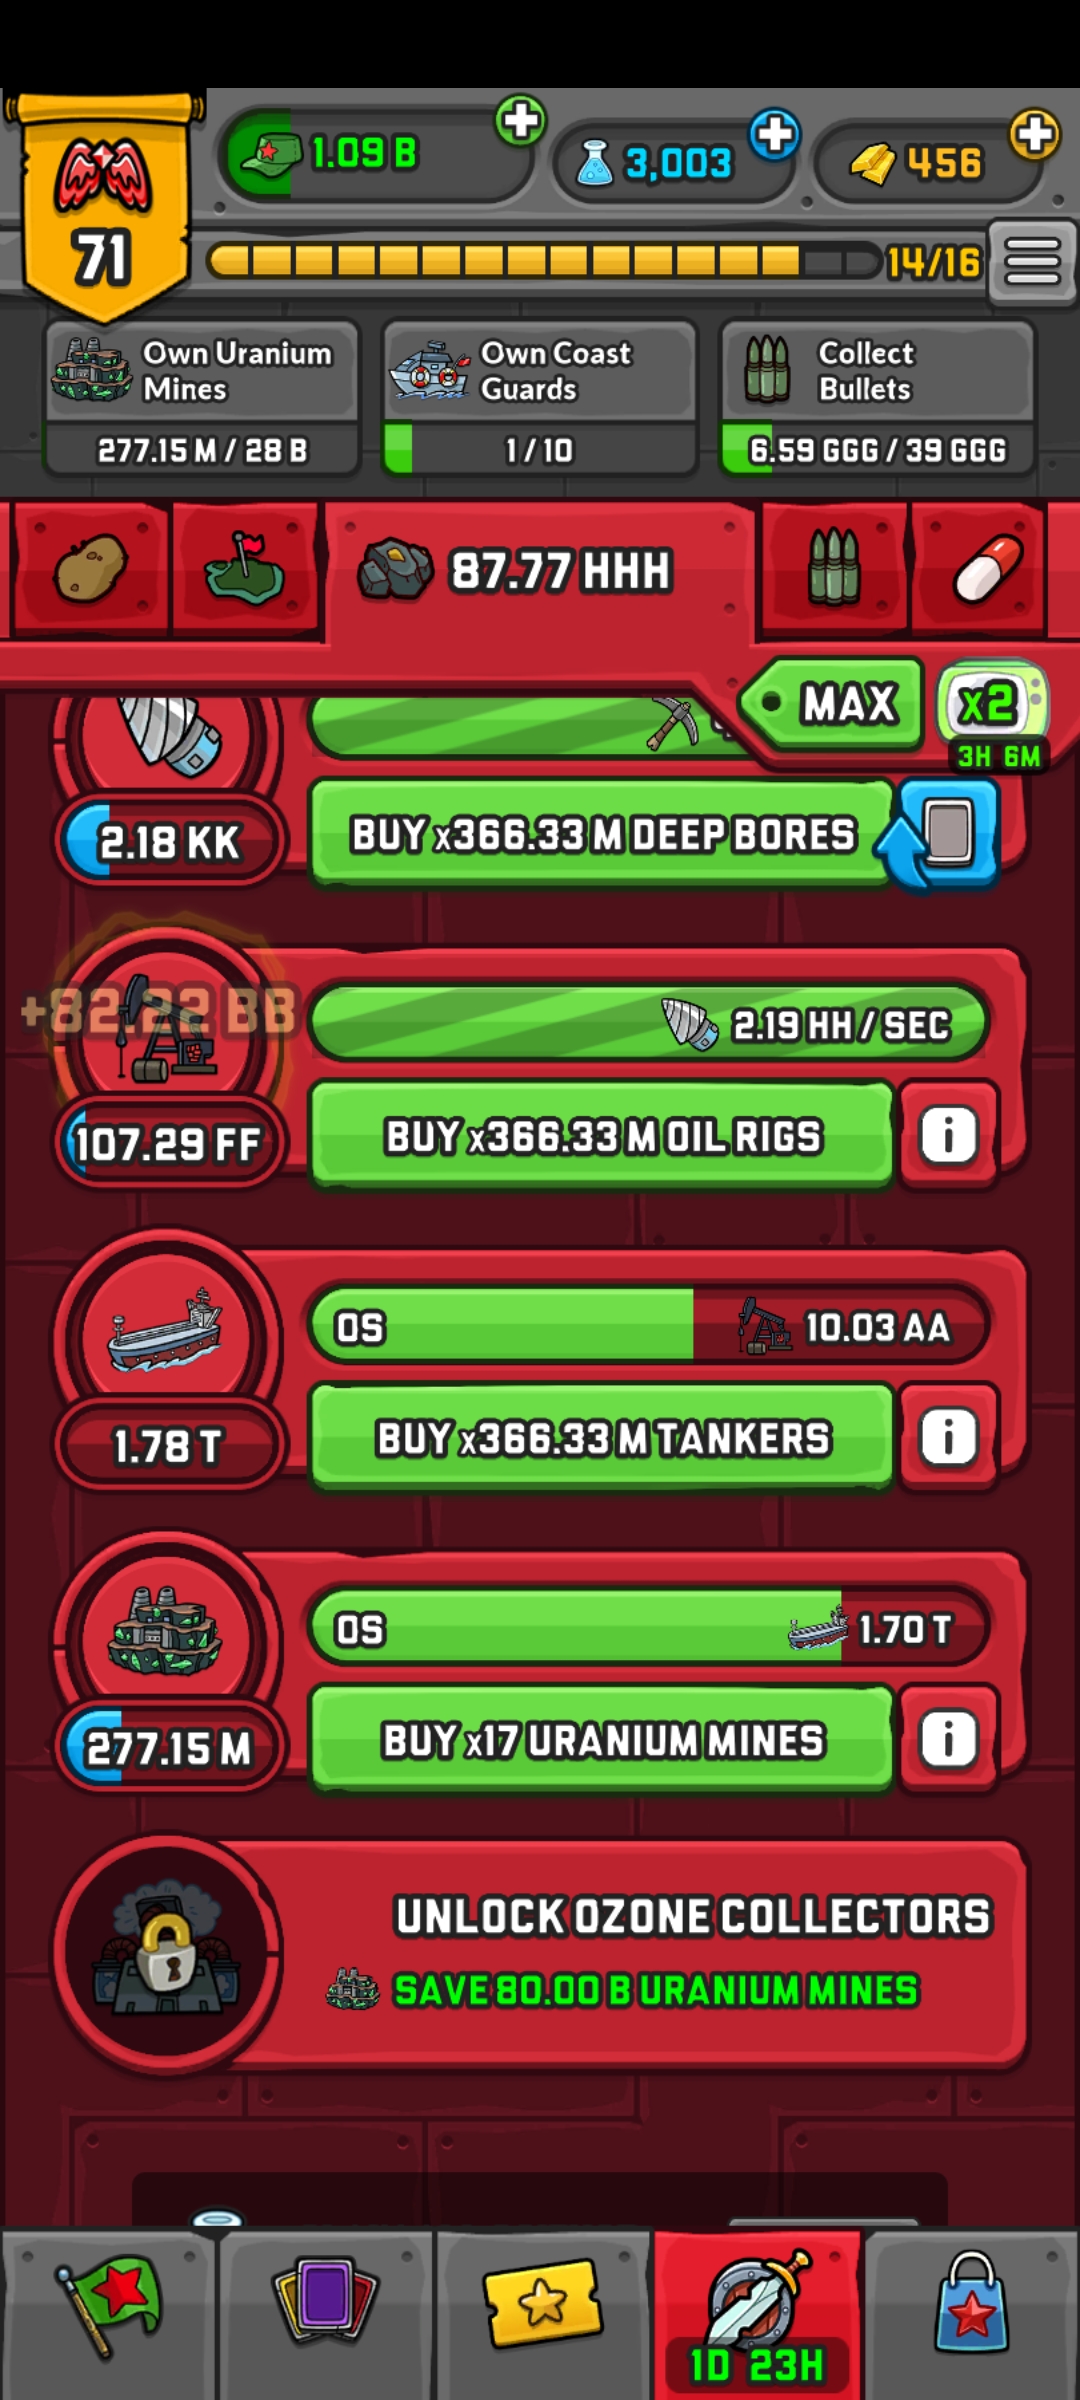 71
1.09 B
3,003
456
14/16
Own Uranium
Mines
277.15 M / 28 B
Own Coast
Guards
1 / 10
Collect
Bullets
6.59 GGG / 39 GGG
87.77 HHH
MAX
x2
3H 6M
2.18 KK
BUY x366.33 M DEEP BORES
+82.22 BB
2.19 HH / SEC
107.29 FF
BUY x366.33 M OIL RIGS
i
0S
10.03 AA
1.78 T
BUY x366.33 M TANKERS
i
0S
1.70 T
277.15 M
BUY x17 URANIUM MINES
i
UNLOCK OZONE COLLECTORS
SAVE 80.00 B URANIUM MINES
1D 23H